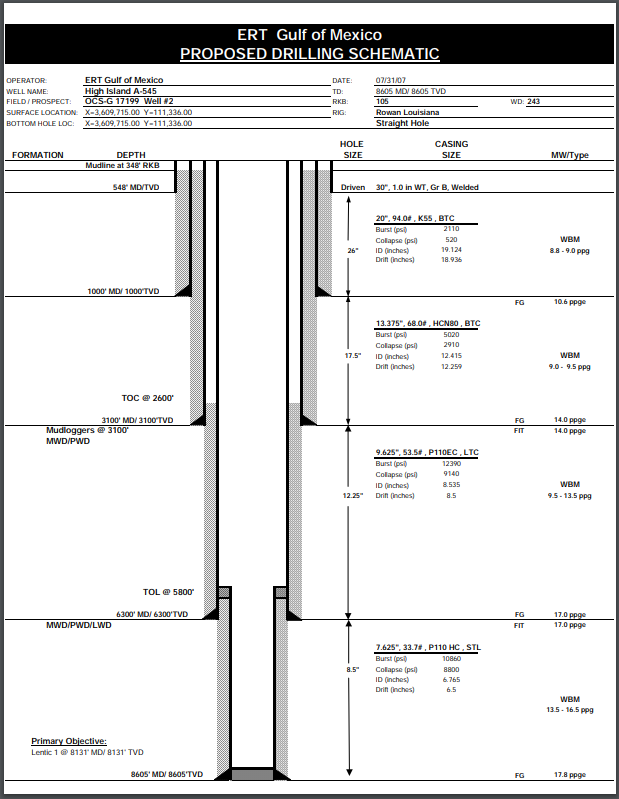 ERT Gulf of Mexico
PROPOSED DRILLING SCHEMATIC
OPERATOR: ERT Gulf of Mexico DATE: 07/31/07
WELL NAME: High Island A-545 TD: 8605 MD/ 8605 TVD
FIELD / PROSPECT: OCS-G 17199 Well #2 RKB: 105 WD: 243
SURFACE LOCATION: X=3,609,715.00 Y=111,336.00 RIG: Rowan Louisiana
BOTTOM HOLE LOC: X=3,609,715.00 Y=111,336.00 Straight Hole
HOLE CASING
FORMATION DEPTH SIZE SIZE MW/Type
Mudline at 348' RKB
548' MD/TVD Driven 30", 1.0 in WT, Gr B, Welded
20", 94.0# , K55 , BTC
Burst (psi) 2110
Collapse (psi) 520 WBM
26" ID (inches) 19.124 8.8 - 9.0 ppg
Drift (inches) 18.936
1000' MD/ 1000'TVD
FG 10.6 ppge
13.375", 68.0# , HCN80 , BTC
Burst (psi) 5020
Collapse (psi) 2910
17.5" ID (inches) 12.415 WBM
Drift (inches) 12.259 9.0 - 9.5 ppg
TOC @ 2600'
3100' MD/ 3100'TVD FG 14.0 ppge
Mudloggers @ 3100' FIT 14.0 ppge
MWD/PWD
9.625", 53.5# , P110EC , LTC
Burst (psi) 12390
Collapse (psi) 9140
ID (inches) 8.535 WBM
12.25" Drift (inches) 8.5 9.5 - 13.5 ppg
TOL @ 5800'
6300' MD/ 6300'TVD FG 17.0 ppge
MWD/PWD/LWD FIT 17.0 ppge
7.625", 33.7# , P110 HC , STL
Burst (psi) 10860
8.5" Collapse (psi) 8800
ID (inches) 6.765
Drift (inches) 6.5
WBM
13.5 - 16.5 ppg
Primary Objective:
Lentic 1 @ 8131' MD/ 8131' TVD
8605' MD/ 8605'TVD FG 17.8 ppge